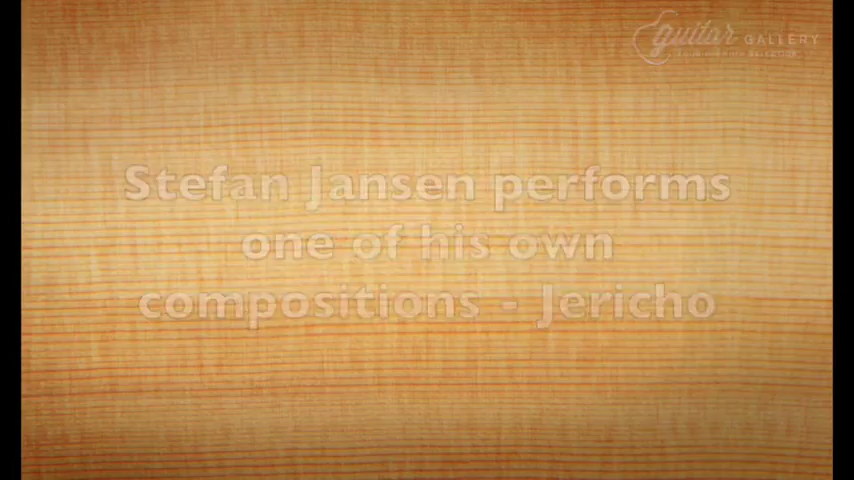 guitar GALLERY
Stefan Jansen performs
one of his own
compositions - Jericho